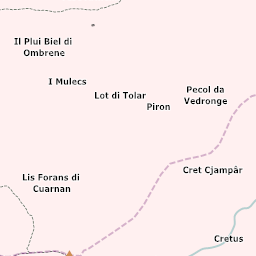 Il Plui Biel di
Ombrene
I Mulecs
Lot di Tolar
Pecol da
Vedronge
Piron
Lis Forans di
Cuarnan
Cret Cjampâr
Cretus